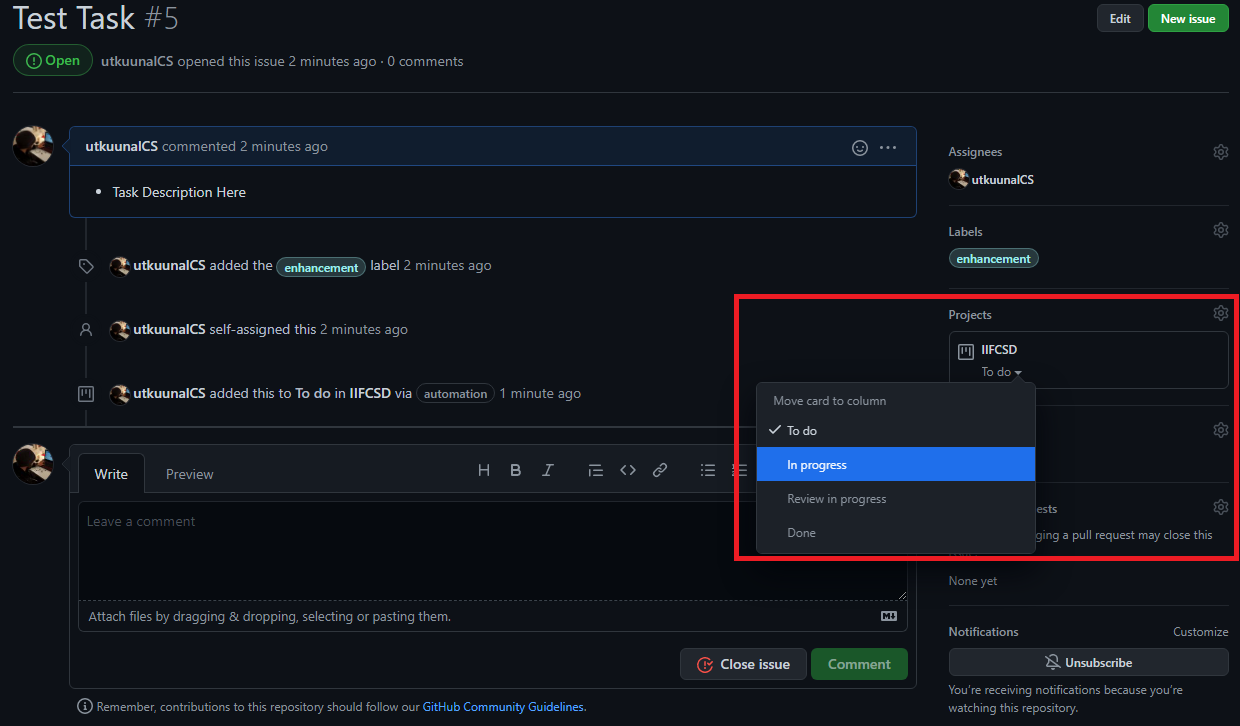 Test Task #5
Edit
New issue
Open
utkuunalCS opened this issue 2 minutes ago · 0 comments
utkuunalCS commented 2 minutes ago
Task Description Here
utkuunalCS added the enhancement label 2 minutes ago
utkuunalCS self-assigned this 2 minutes ago
utkuunalCS added this to To do in IIFCSD via automation 1 minute ago
Write
Preview
H B I
Leave a comment
Attach files by dragging & dropping, selecting or pasting them.
Close issue
Comment
Remember, contributions to this repository should follow our GitHub Community Guidelines.
Assignees
utkuunalCS
Labels
enhancement
Projects
IIFCSD
To do
Move card to column
To do
In progress
Review in progress
Done
ests
ging a pull request may close this
None yet
Notifications
Customize
Unsubscribe
You're receiving notifications because you're
watching this repository.